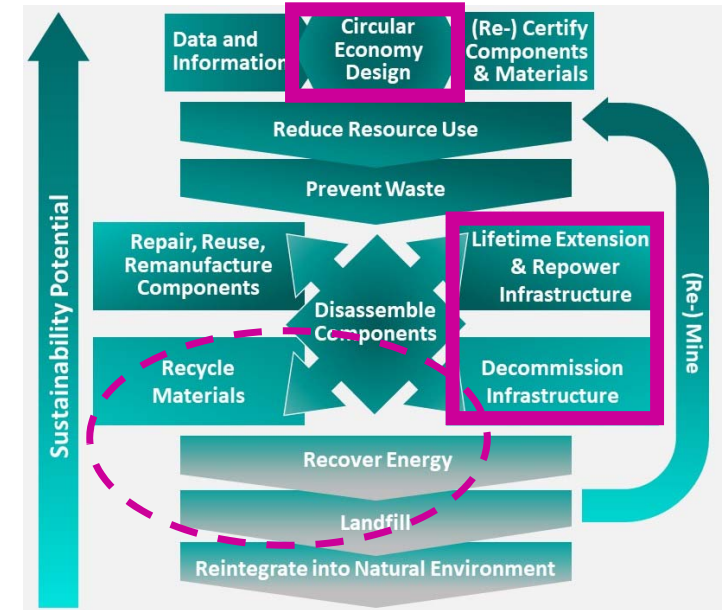 Data and
Information
Circular
Economy
Design
(Re-) Certify
Components
& Materials
Reduce Resource Use
Prevent Waste
Repair, Reuse,
Remanufacture
Components
Lifetime Extension
& Repower
Infrastructure
Disassemble
Components
Recycle
Materials
Decommission
Infrastructure
Recover Energy
Landfill
Reintegrate into Natural Environment
Sustainability Potential
(Re-) Mine